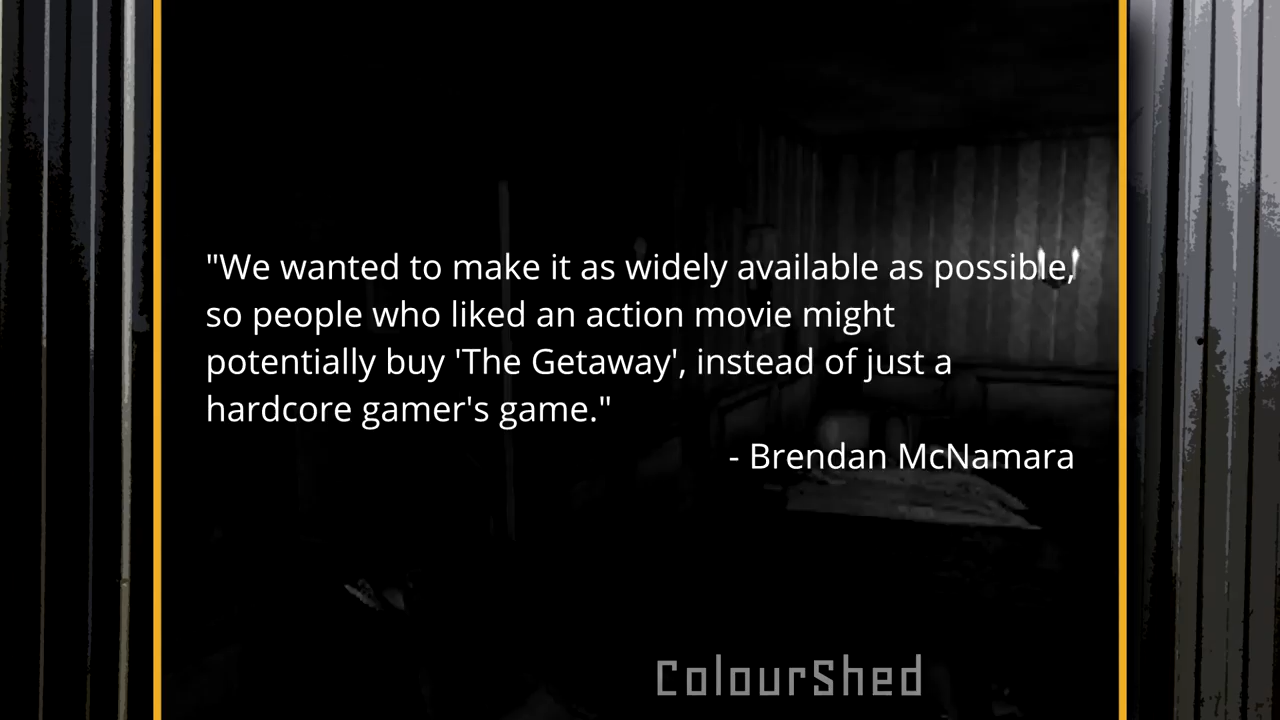 "We wanted to make it as widely available as possible,
so people who liked an action movie might
potentially buy 'The Getaway', instead of just a
hardcore gamer's game."
- Brendan McNamara
ColourShed